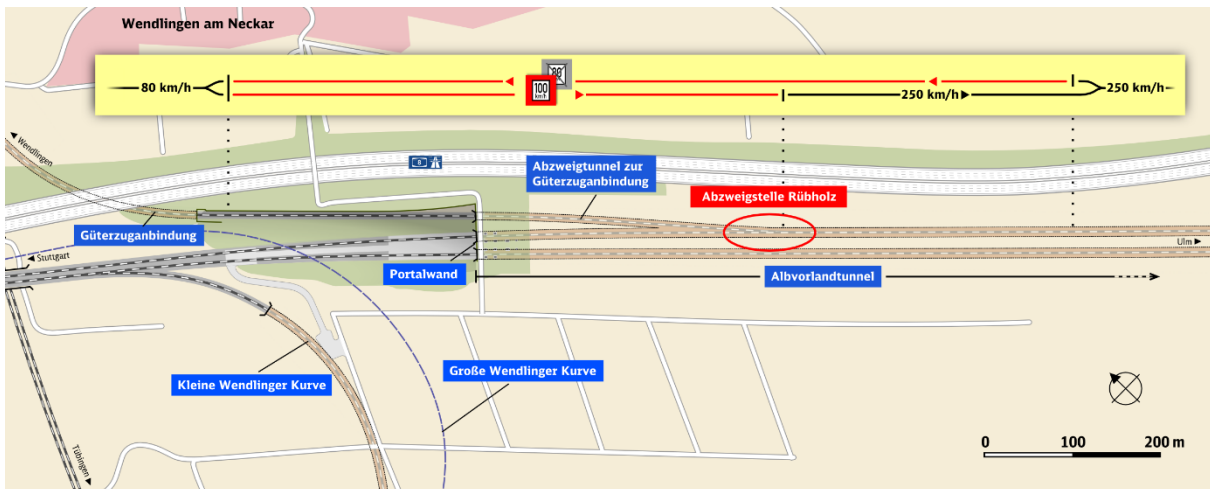 Wendlingen am Neckar
80
100
km/h
80 km/h
250 km/h
250 km/h
Wendlingen
8
Abzweigtunnel zur
Güterzuganbindung
Abzweigstelle Rübholz
Güterzuganbindung
Stuttgart
Ulm
Portalwand
Albvorlandtunnel
Kleine Wendlinger Kurve
Große Wendlinger Kurve
Tübingen
0 100 200 m